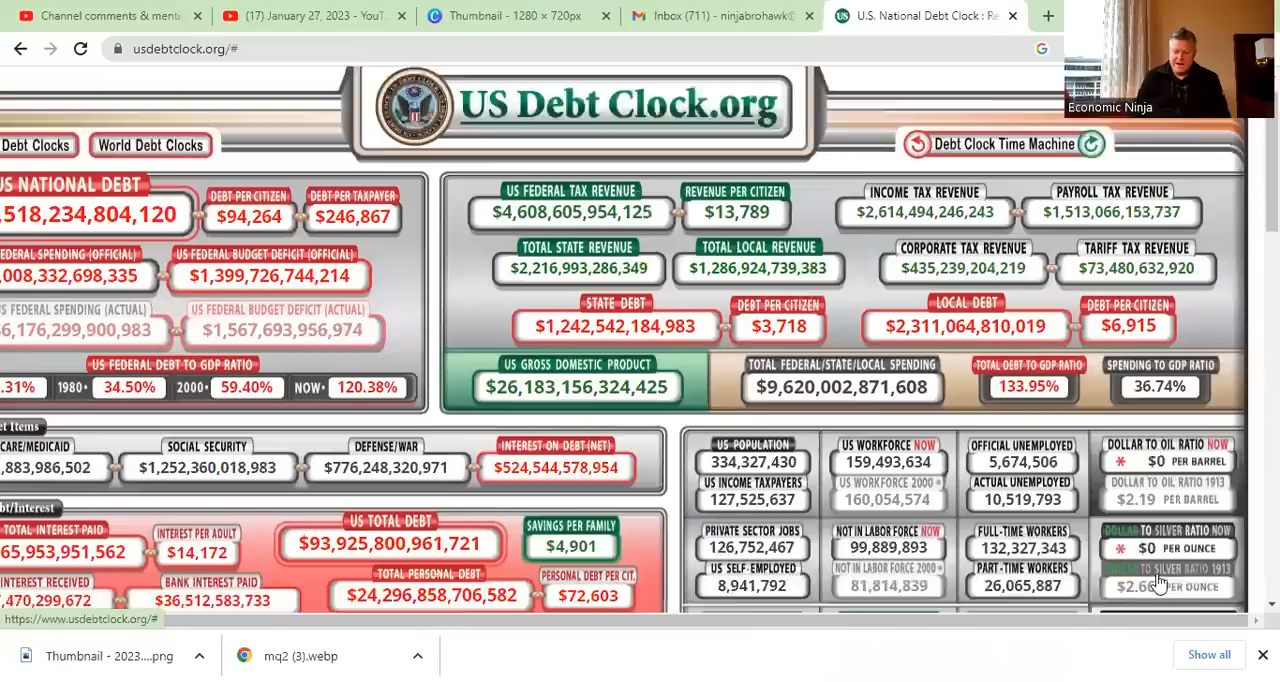 Channel comments & menti
(17) January 27, 2023 - YouT
Thumbnail - 1280 × 720px
Inbox (711) - ninjabrohawk@
U.S. National Debt Clock : Re
usdebtclock.org/#
Economic Ninja
US Debt Clock.org
Debt Clocks
World Debt Clocks
Debt Clock Time Machine
US NATIONAL DEBT
,518,234,804,120
DEBT PER CITIZEN
$94,264
DEBT PER TAXPAYER
$246,867
FEDERAL SPENDING (OFFICIAL)
008,332,698,335
US FEDERAL BUDGET DEFICIT (OFFICIAL)
$1,399,726,744,214
US FEDERAL SPENDING (ACTUAL)
$6,176,299,900,983
US FEDERAL BUDGET DEFICIT (ACTUAL)
$1,567,693,956,974
US FEDERAL DEBT TO GDP RATIO
.31% 1980• 34.50% 2000• 59.40% NOW• 120.38%
US FEDERAL TAX REVENUE
$4,608,605,954,125
REVENUE PER CITIZEN
$13,789
INCOME TAX REVENUE
$2,614,494,246,243
PAYROLL TAX REVENUE
$1,513,066,153,737
TOTAL STATE REVENUE
$2,216,993,286,349
TOTAL LOCAL REVENUE
$1,286,924,739,383
CORPORATE TAX REVENUE
$435,239,204,219
TARIFF TAX REVENUE
$73,480,632,920
STATE DEBT
$1,242,542,184,983
DEBT PER CITIZEN
$3,718
LOCAL DEBT
$2,311,064,810,019
DEBT PER CITIZEN
$6,915
US GROSS DOMESTIC PRODUCT
$26,183,156,324,425
TOTAL FEDERAL/STATE/LOCAL SPENDING
$9,620,002,871,608
TOTAL DEBT TO GDP RATIO
133.95%
SPENDING TO GDP RATIO
36.74%
et Items
CARE/MEDICAID
,883,986,502
SOCIAL SECURITY
$1,252,360,018,983
DEFENSE/WAR
$776,248,320,971
INTEREST ON DEBT (NET)
$524,544,578,954
bt/Interest
TOTAL INTEREST PAID
65,953,951,562
INTEREST PER ADULT
$14,172
US TOTAL DEBT
$93,925,800,961,721
SAVINGS PER FAMILY
$4,901
INTEREST RECEIVED
,470,299,672
BANK INTEREST PAID
$36,512,583,733
TOTAL PERSONAL DEBT
$24,296,858,706,582
PERSONAL DEBT PER CIT.
$72,603
US POPULATION
334,327,430
US INCOME TAXPAYERS
127,525,637
US WORKFORCE NOW
159,493,634
US WORKFORCE 2000
160,054,574
OFFICIAL UNEMPLOYED
5,674,506
ACTUAL UNEMPLOYED
10,519,793
DOLLAR TO OIL RATIO NOW
* $0 PER BARREL
DOLLAR TO OIL RATIO 1913
$2.19 PER BARREL
PRIVATE SECTOR JOBS
126,752,467
US SELF-EMPLOYED
8,941,792
NOT IN LABOR FORCE NOW
99,889,893
NOT IN LABOR FORCE 2000
81,814,839
FULL-TIME WORKERS
132,327,343
PART-TIME WORKERS
26,065,887
DOLLAR TO SILVER RATIO NOW
* $0 PER OUNCE
DOLLAR TO SILVER RATIO 1913
PER OUNCE
https://www.usdebtclock.org/#
Thumbnail - 2023....png
mq2 (3).webp
Show all